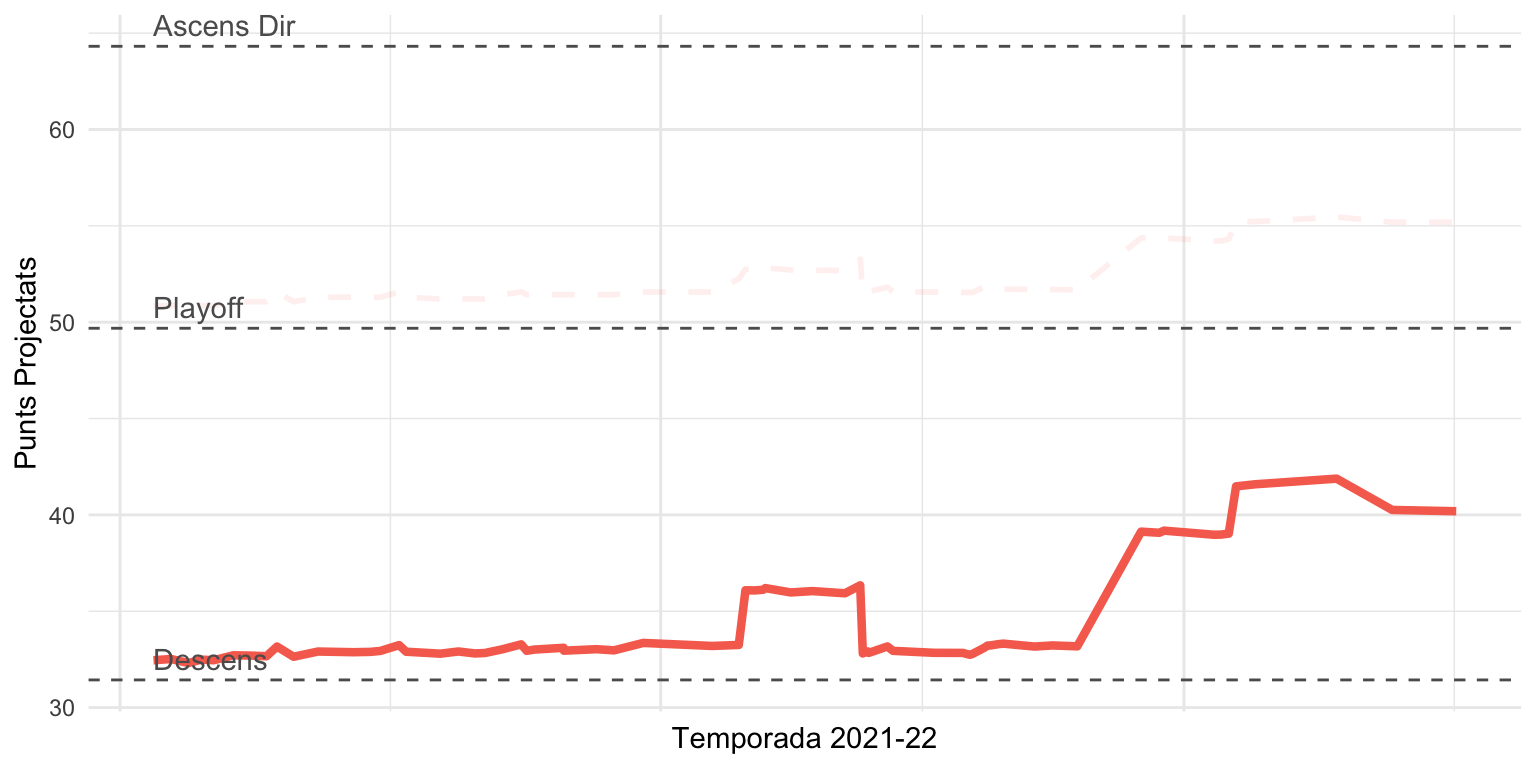 Ascens Dir
60
Playoff
50
Punts Projectats
40
Descens
30
Temporada 2021-22